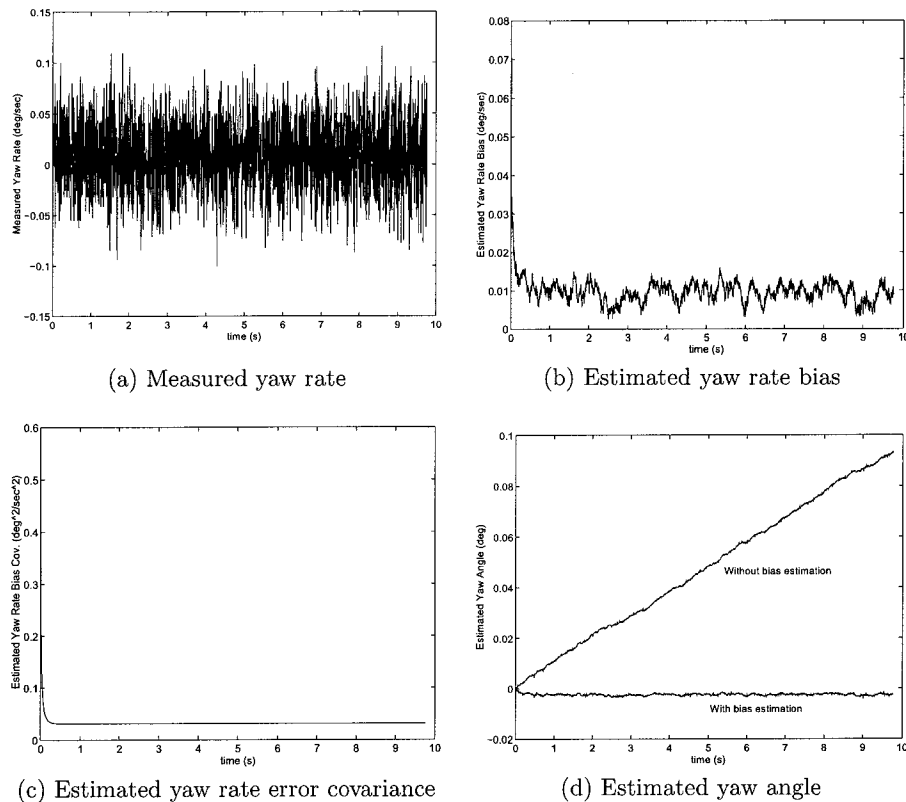 0.15
0.1
0.05
0
−0.05
−0.1
−0.15
Measured Yaw Rate (deg/sec)
0 1 2 3 4 5 6 7 8 9 10
time (s)
(a) Measured yaw rate
0.08
0.07
0.06
0.05
0.04
0.03
0.02
0.01
0
Estimated Yaw Rate Bias (deg/sec)
0 1 2 3 4 5 6 7 8 9 10
time (s)
(b) Estimated yaw rate bias
0.6
0.5
0.4
0.3
0.2
0.1
0
Estimated Yaw Rate Bias Cov. (deg^2/sec^2)
0 1 2 3 4 5 6 7 8 9 10
time (s)
(c) Estimated yaw rate error covariance
0.1
0.08
0.06
0.04
0.02
0
−0.02
Estimated Yaw Angle (deg)
Without bias estimation
With bias estimation
0 1 2 3 4 5 6 7 8 9 10
time (s)
(d) Estimated yaw angle